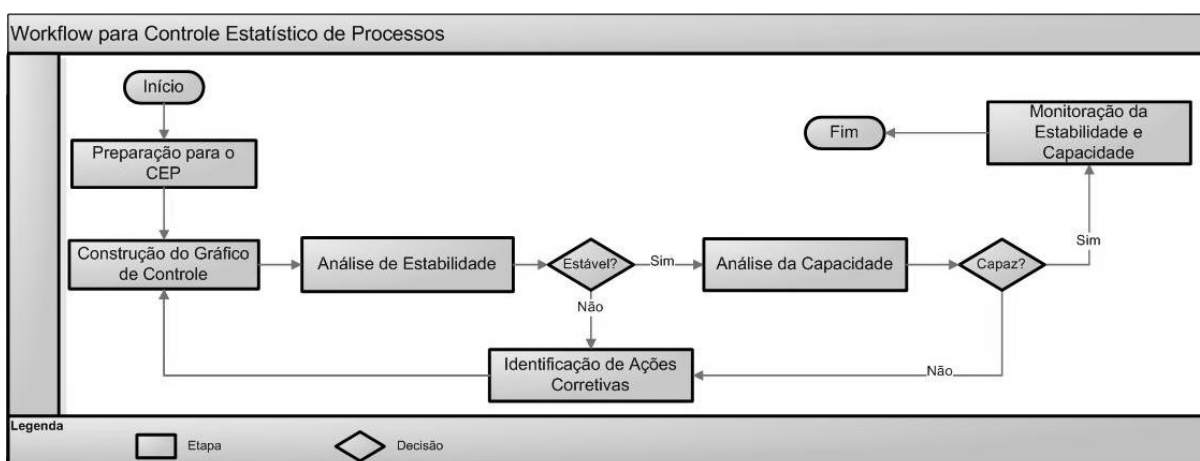 Workflow para Controle Estatístico de Processos
Início
Preparação para o
CEP
Construção do Gráfico
de Controle
Análise de Estabilidade
Estável?
Sim
Não
Análise da Capacidade
Capaz?
Sim
Não
Monitoração da
Estabilidade e
Capacidade
Fim
Identificação de Ações
Corretivas
Legenda
Etapa
Decisão